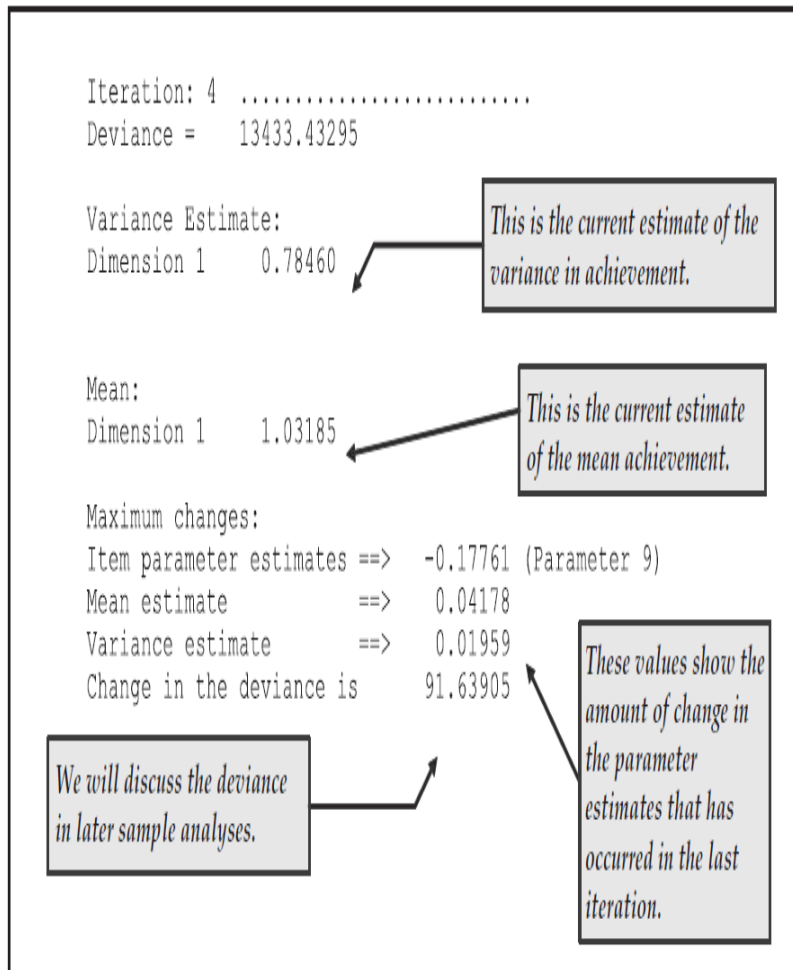 Iteration: 4 ...........................
Deviance = 13433.43295
Variance Estimate:
Dimension 1 0.78460
This is the current estimate of the
variance in achievement.
Mean:
Dimension 1 1.03185
This is the current estimate
of the mean achievement.
Maximum changes:
Item parameter estimates ==> -0.17761 (Parameter 9)
Mean estimate ==> 0.04178
Variance estimate ==> 0.01959
Change in the deviance is 91.63905
These values show the
amount of change in
the parameter
estimates that has
occurred in the last
iteration.
We will discuss the deviance
in later sample analyses.